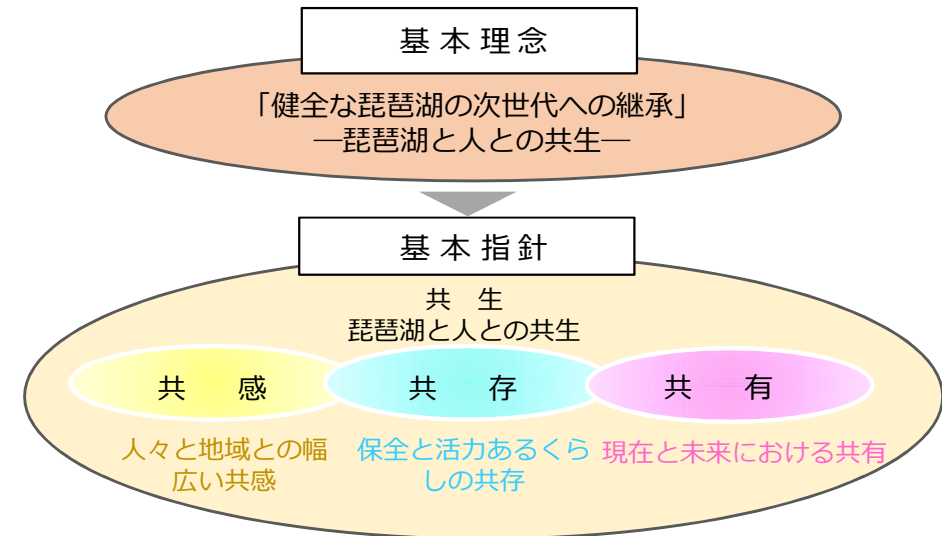 基本理念
「健全な琵琶湖の次世代への継承」
―琵琶湖と人との共生―
基本指針
共　生
琵琶湖と人との共生
共　感
共　存
共　有
人々と地域との幅
広い共感
保全と活力あるくら
しの共存
現在と未来における共有